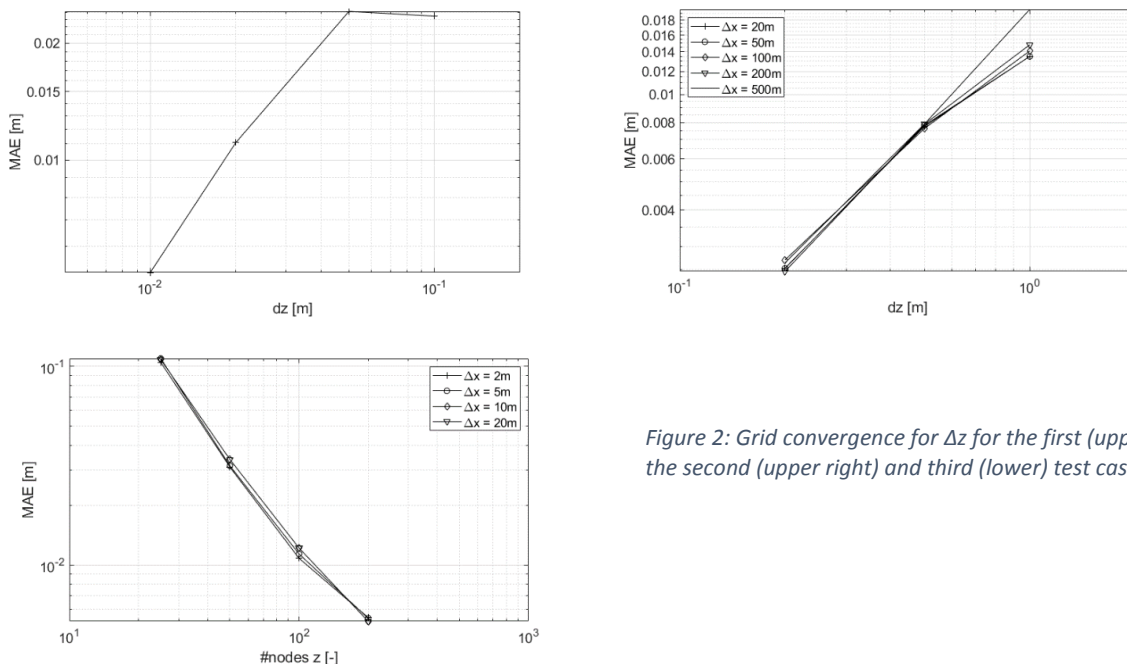 0.02
0.015
0.01
MAE [m]
10-2
10-1
dz [m]
0.018
0.016
0.014
0.012
0.01
0.008
0.006
0.004
MAE [m]
Δx = 20m
Δx = 50m
Δx = 100m
Δx = 200m
Δx = 500m
10-1
100
dz [m]
10-1
10-2
MAE [m]
Δx = 2m
Δx = 5m
Δx = 10m
Δx = 20m
101
102
103
#nodes z [-]
Figure 2: Grid convergence for Δz for the first (upp
the second (upper right) and third (lower) test cas